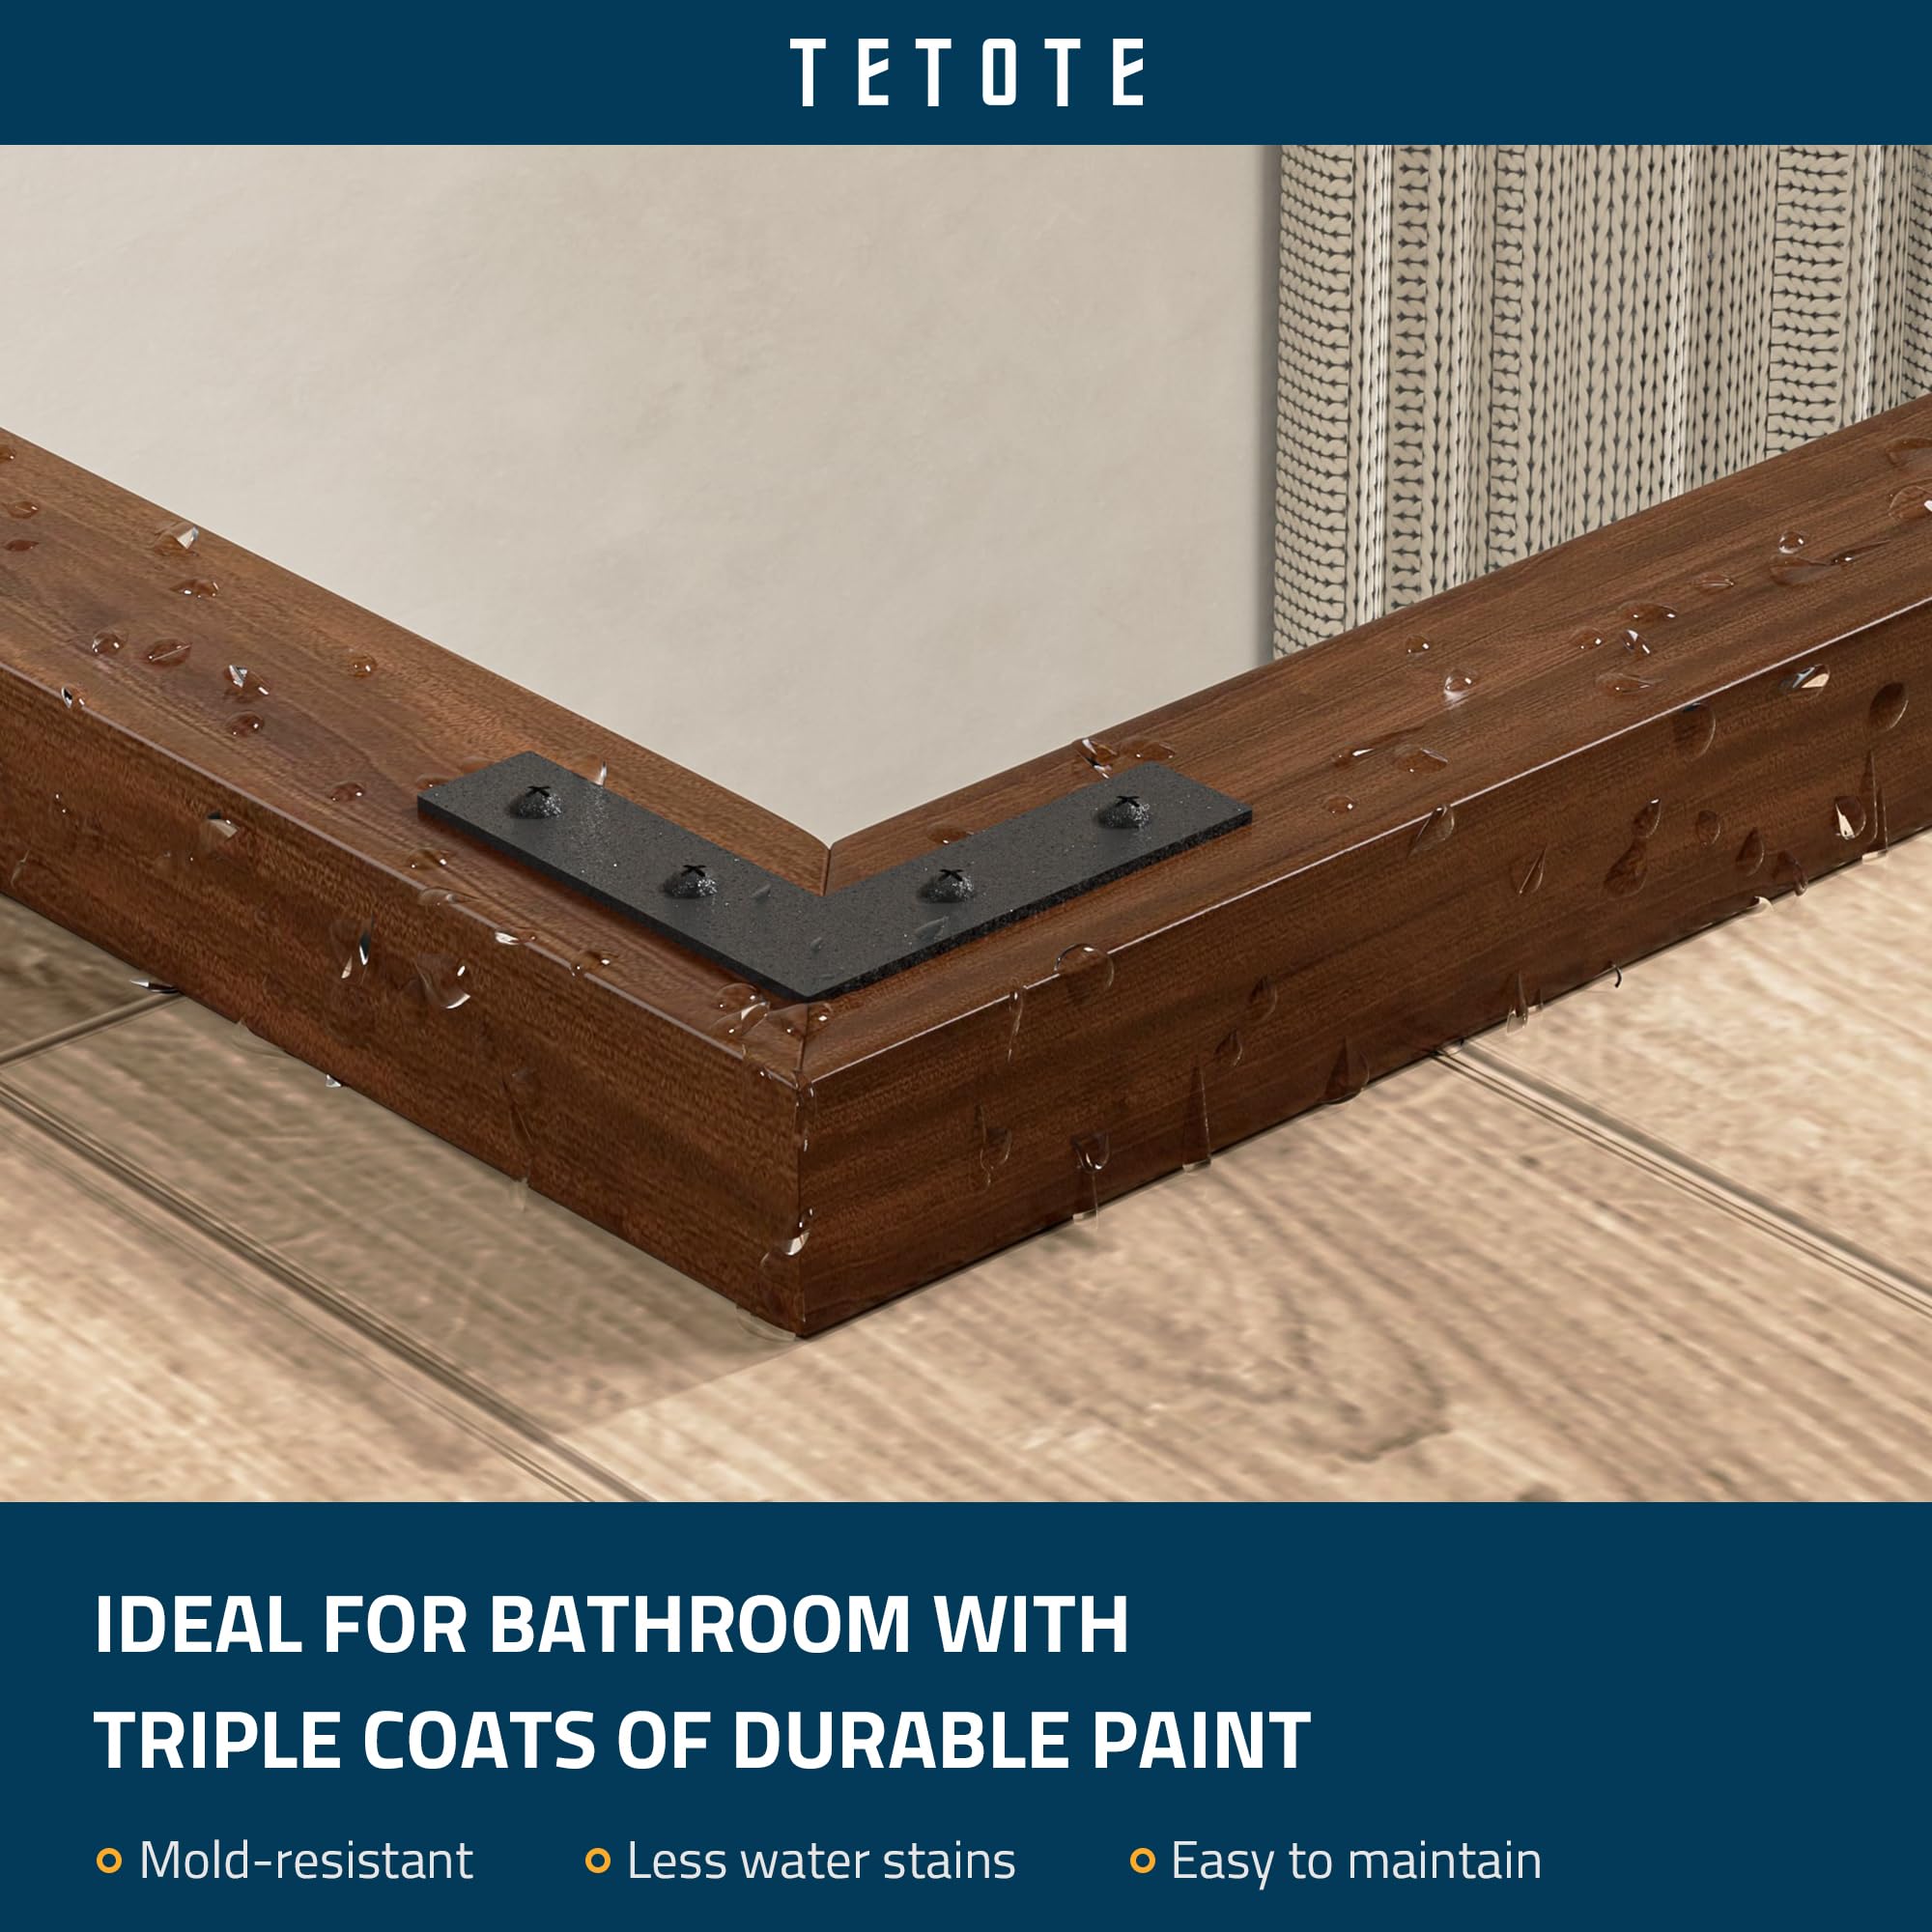 TETOTE
IDEAL FOR BATHROOM WITH
TRIPLE COATS OF DURABLE PAINT
Mold-resistant
Less water stains
Easy to maintain